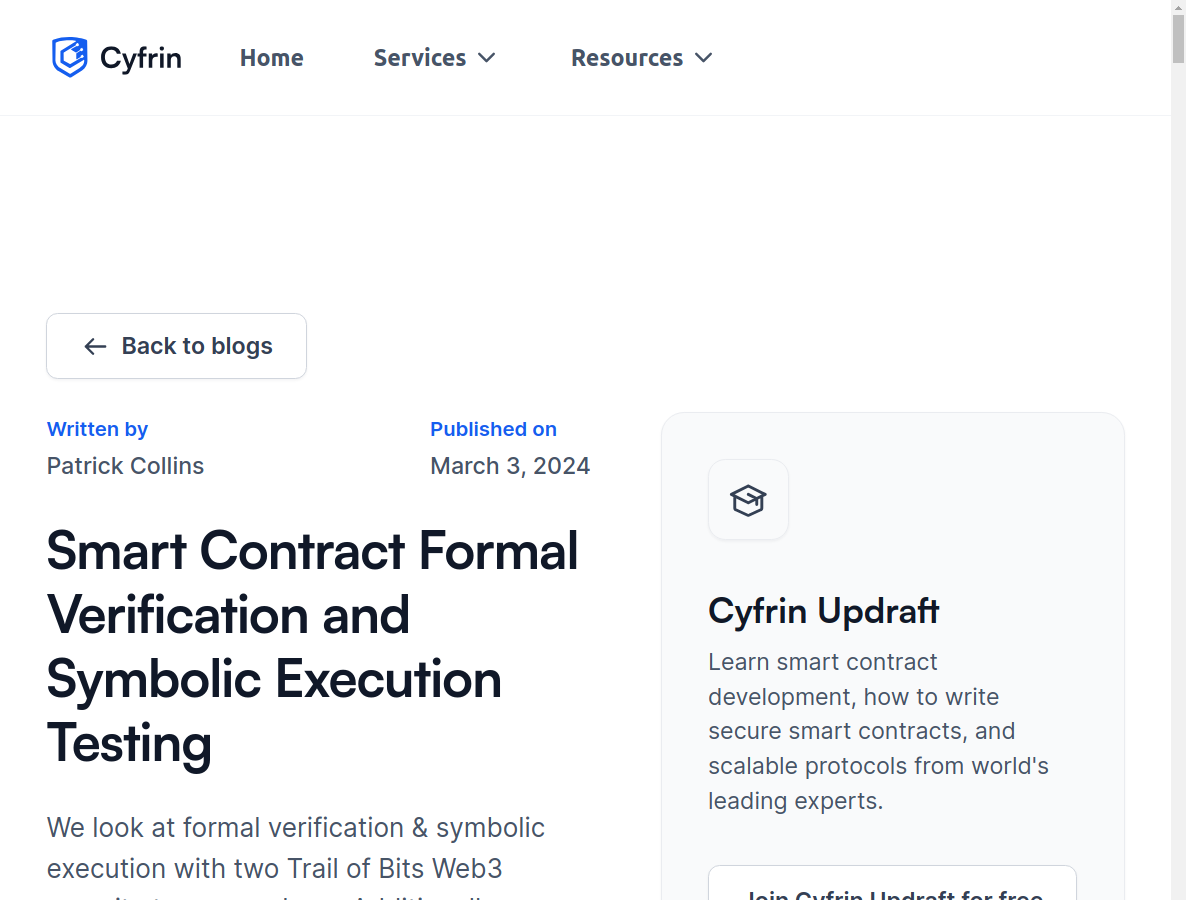 Cyfrin
Home
Services
Resources
Back to blogs
Written by
Patrick Collins
Published on
March 3, 2024
Smart Contract Formal
Verification and
Symbolic Execution
Testing
We look at formal verification & symbolic
execution with two Trail of Bits Web3
Cyfrin Updraft
Learn smart contract
development, how to write
secure smart contracts, and
scalable protocols from world's
leading experts.
Join Cyfrin Updraft for free